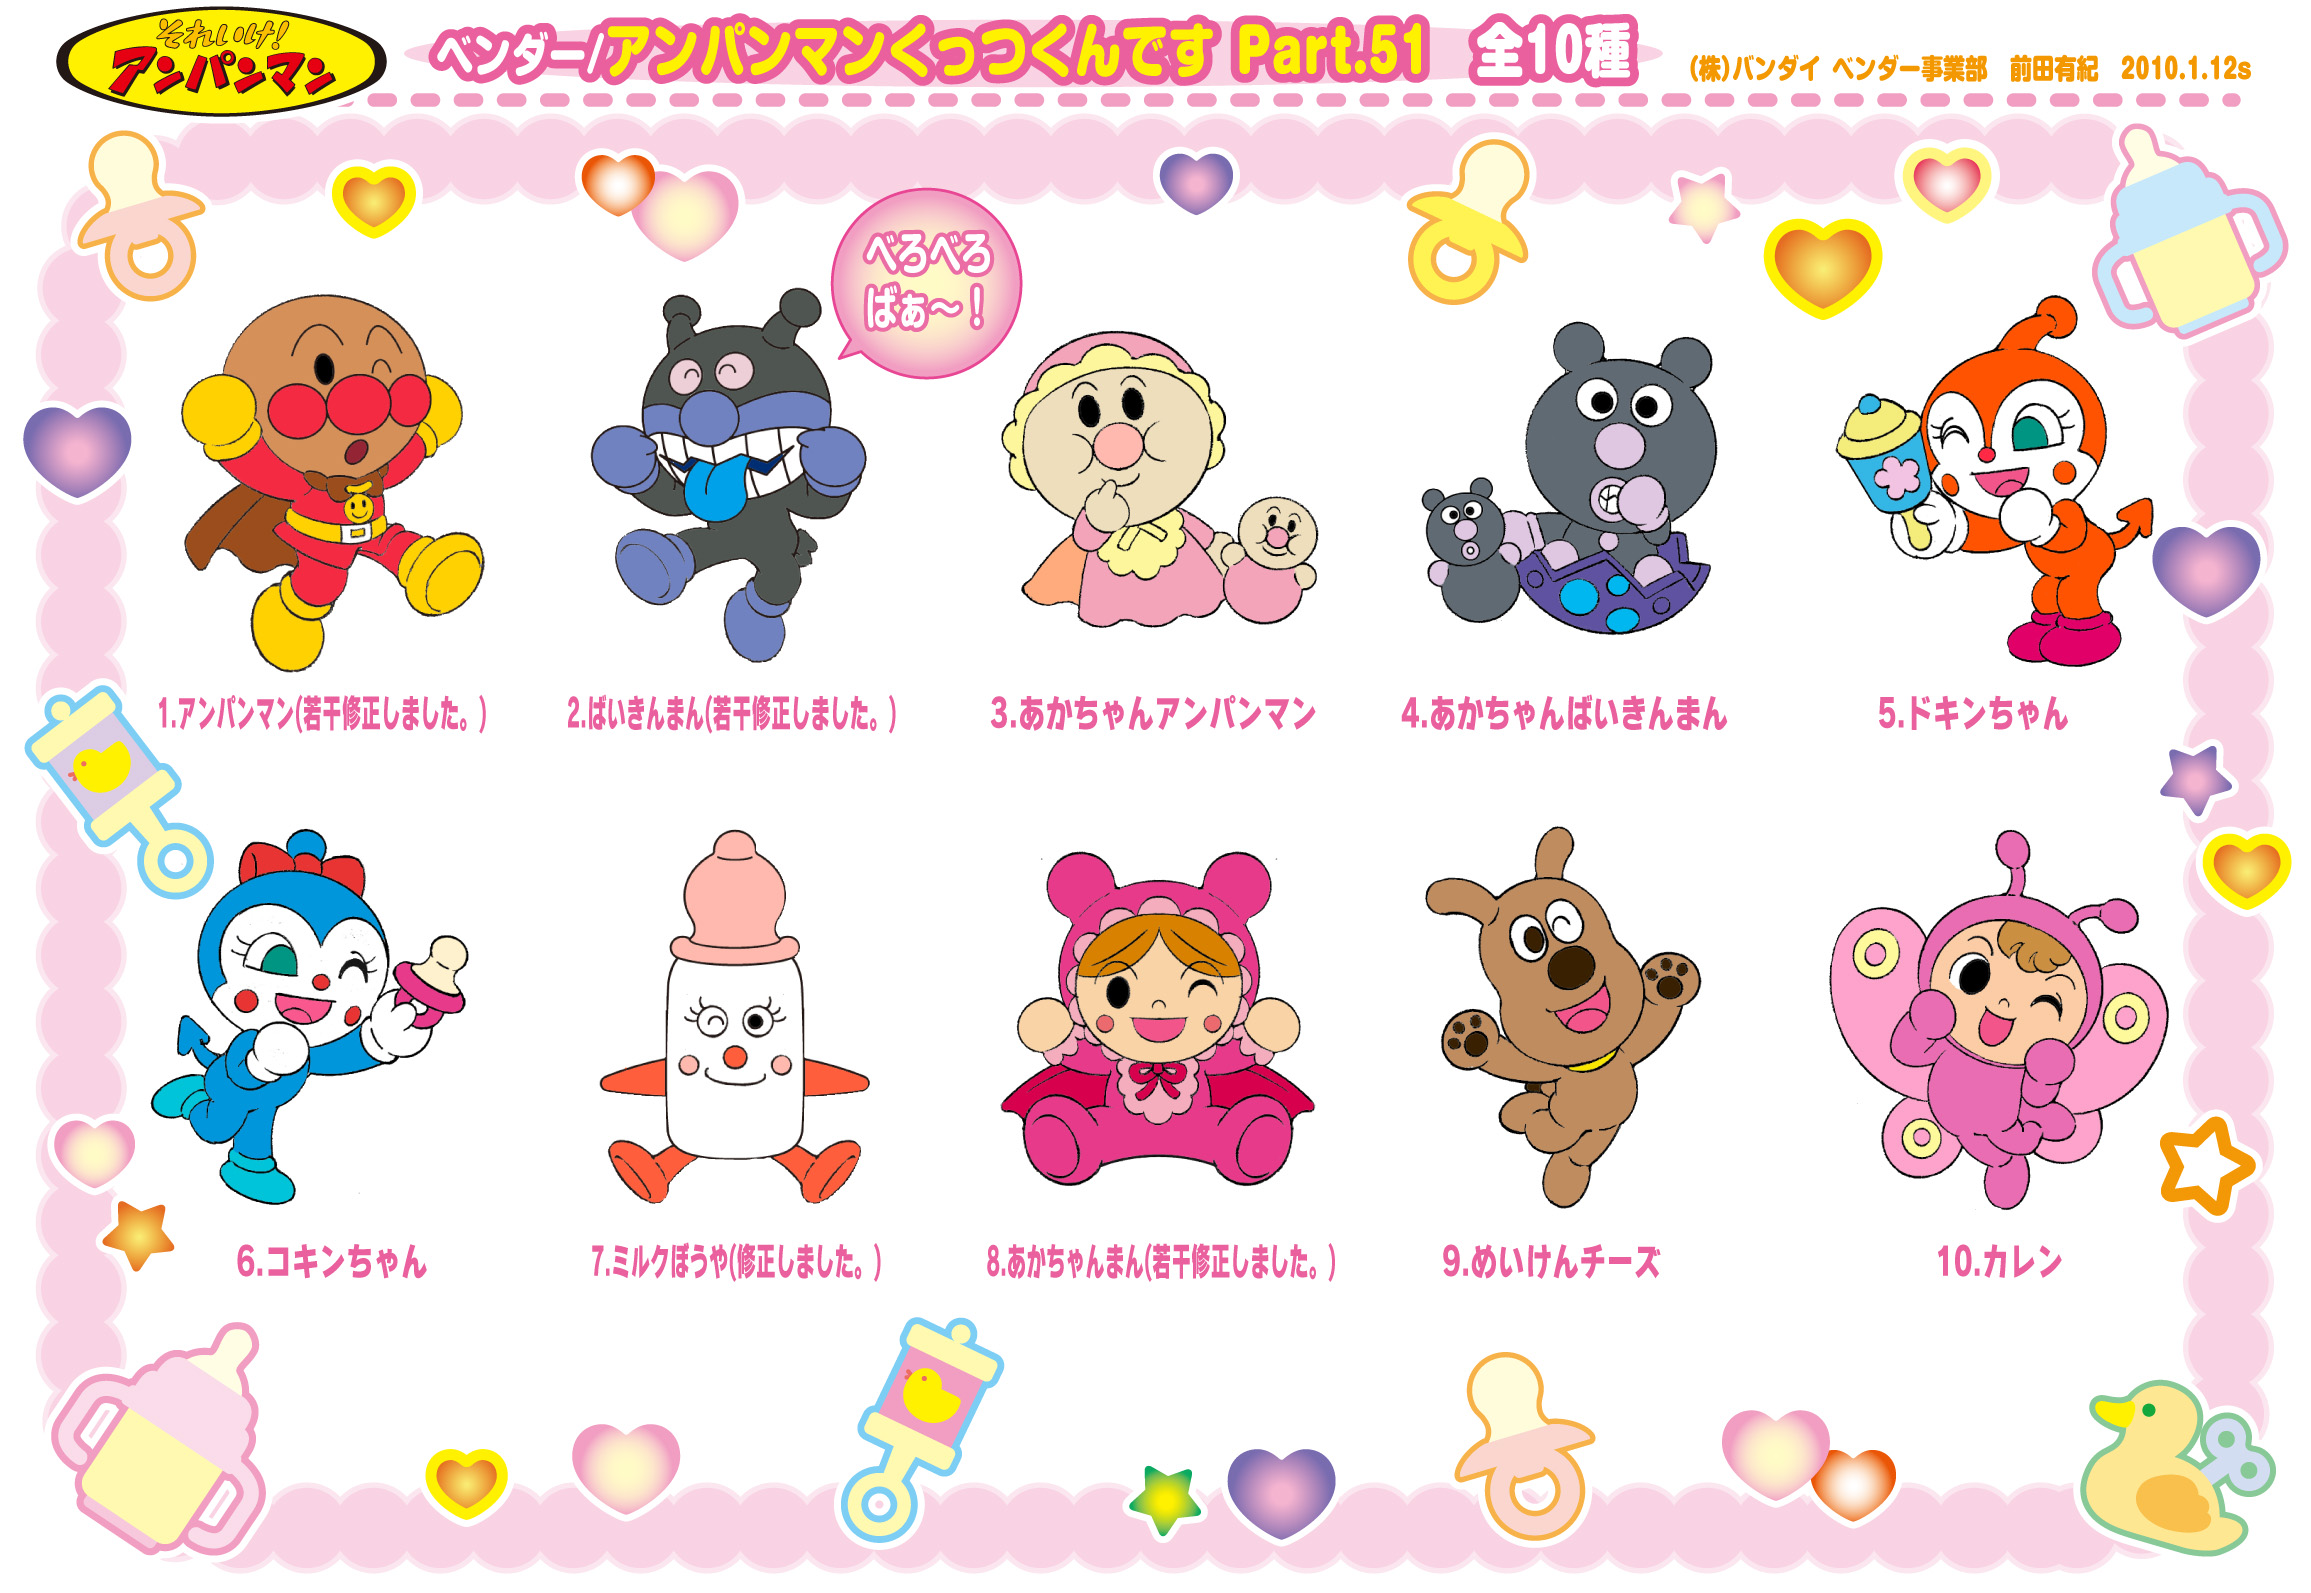 それいけ!
アンパンマン
ベンダー/アンパンマンくっつくんです Part.51 全10種
(株)バンダイ ベンダー事業部 前田有紀 2010.1.12s
べろべろ
ばぁ〜!
1.アンパンマン(若干修正しました。)
2.ばいきんまん(若干修正しました。)
3.あかちゃんアンパンマン
4.あかちゃんばいきんまん
5.ドキンちゃん
6.コキンちゃん
7.ミルクぼうや(修正しました。)
8.あかちゃんまん(若干修正しました。)
9.めいけんチーズ
10.カレン